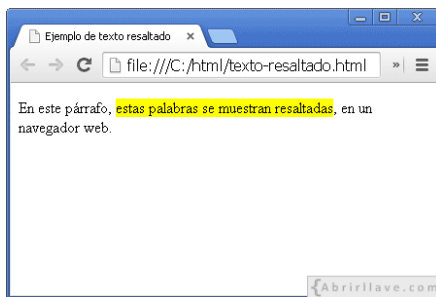 Ejemplo de texto resaltado
file:///C:/html/texto-resaltado.html
En este párrafo, estas palabras se muestran resaltadas, en un
navegador web.
{Abrirllave.com